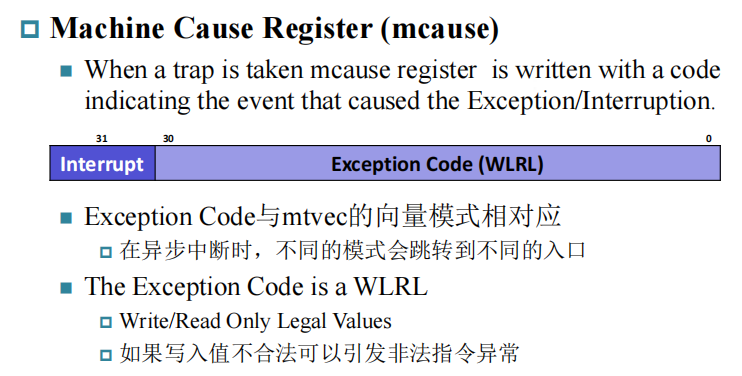 Machine Cause Register (mcause)
When a trap is taken mcause register is written with a code
indicating the event that caused the Exception/Interruption.
31 30 0
Interrupt Exception Code (WLRL)
Exception Code与mtvec的向量模式相对应
在异步中断时，不同的模式会跳转到不同的入口
The Exception Code is a WLRL
Write/Read Only Legal Values
如果写入值不合法可以引发非法指令异常